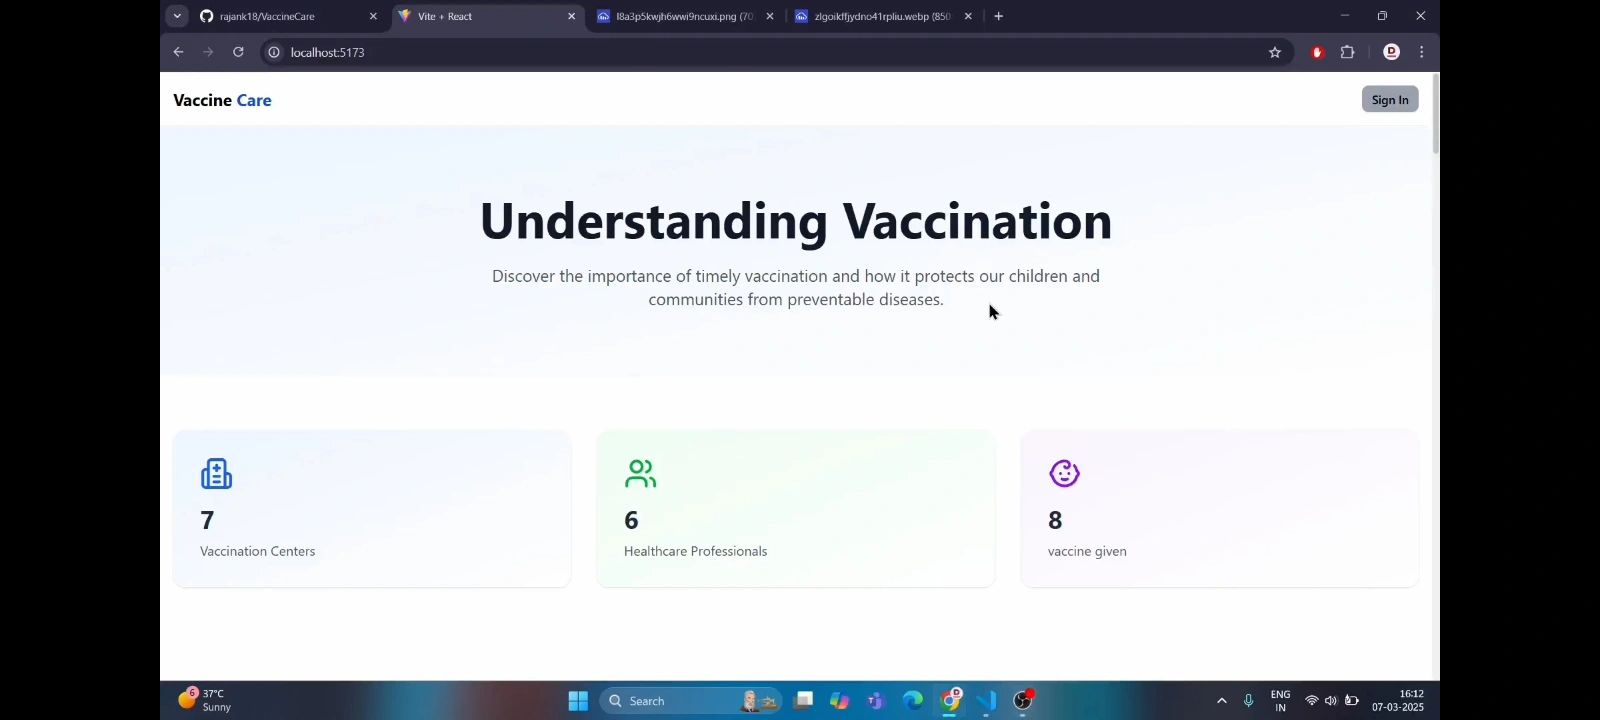 rajank18/VaccineCare
Vite + React
l8a3p5kwjh6wwi9ncuxi.png (70
zlgoikffjydno41rpliu.webp (850
localhost:5173
Vaccine Care
Sign In
Understanding Vaccination
Discover the importance of timely vaccination and how it protects our children and
communities from preventable diseases.
7
Vaccination Centers
6
Healthcare Professionals
8
vaccine given
6
37°C
Sunny
Search
ENG
IN
16:12
07-03-2025